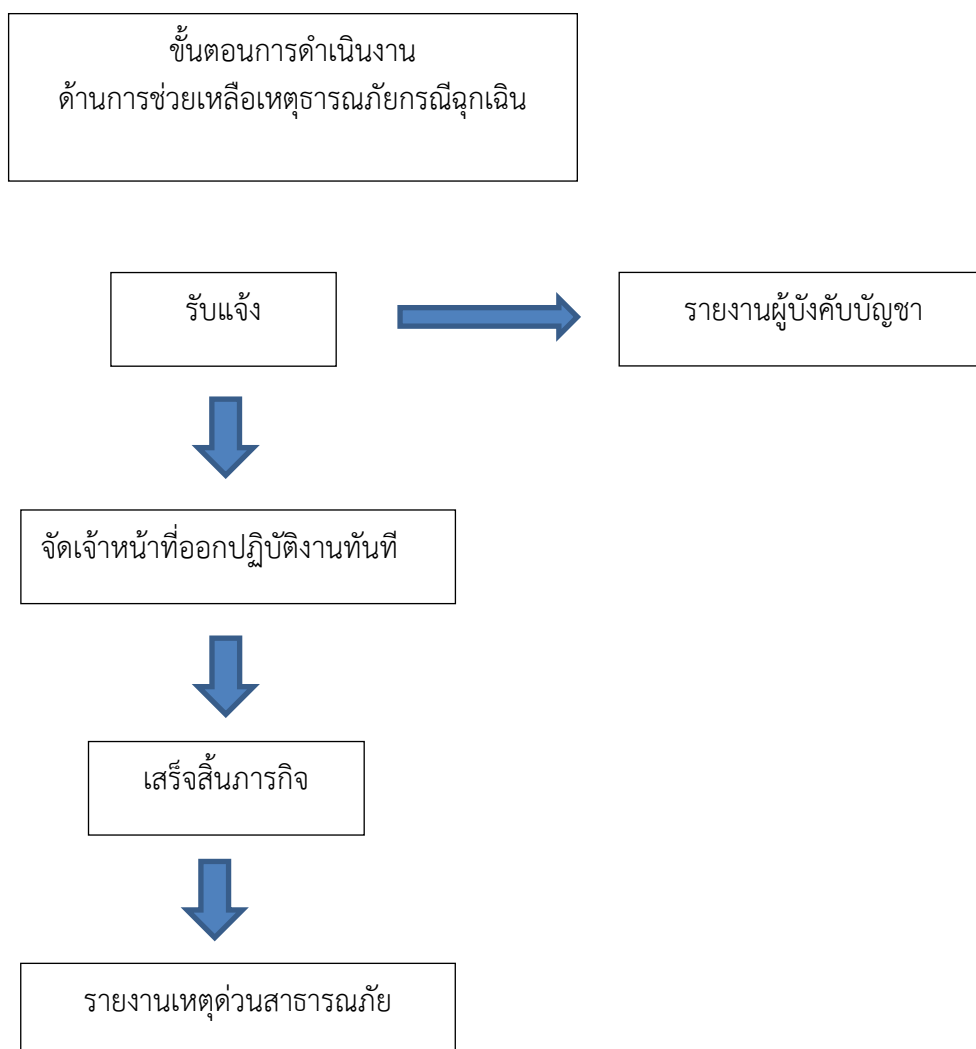 ขั้นตอนการดำเนินงาน
ด้านการช่วยเหลือเหตุธารณภัยกรณีฉุกเฉิน
รับแจ้ง
รายงานผู้บังคับบัญชา
จัดเจ้าหน้าที่ออกปฏิบัติงานทันที
เสร็จสิ้นภารกิจ
รายงานเหตุด่วนสาธารณภัย